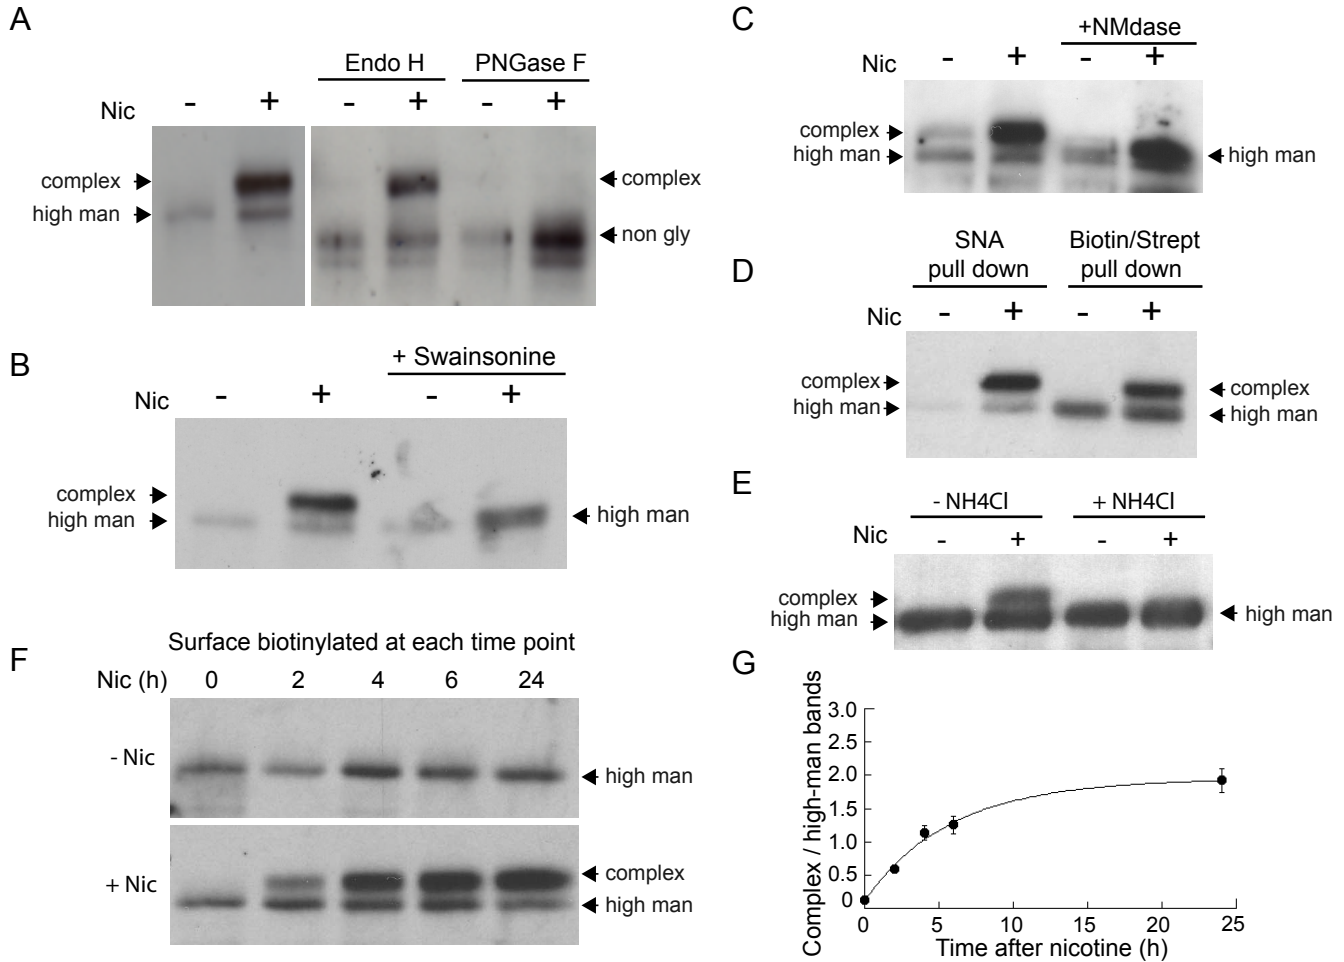 A
Endo H PNGase F
Nic - + - + - +
complex
high man
complex
non gly
B
+ Swainsonine
Nic - + - +
complex
high man
high man
C
+NMdase
Nic - + - +
complex
high man
high man
D
SNA
pull down
Biotin/Strept
pull down
Nic - + - +
complex
high man
complex
high man
E
- NH4Cl + NH4Cl
Nic - + - +
complex
high man
high man
F
Surface biotinylated at each time point
Nic (h) 0 2 4 6 24
- Nic
high man
+ Nic
complex
high man
G
Complex / high-man bands
3.0
2.5
2.0
1.5
1.0
0.5
0
0 5 10 15 20 25
Time after nicotine (h)